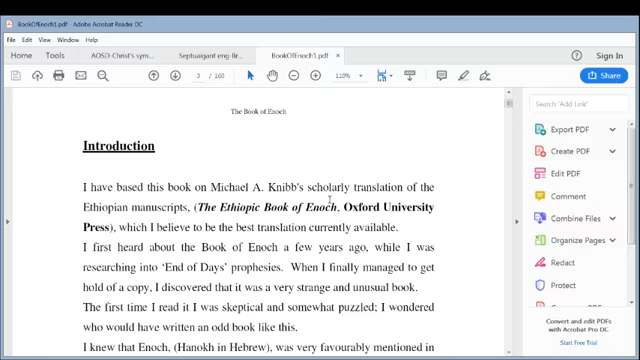 BookOfEnoch1.pdf - Adobe Acrobat Reader DC
File Edit View Window Help
Home Tools AOSD-Christ's sym... Septuaigant eng-Br... BookOfEnoch1.pdf × Sign In
3 / 160 110% Share
The Book of Enoch
Introduction
I have based this book on Michael A. Knibb's scholarly translation of the
Ethiopian manuscripts, (The Ethiopic Book of Enoch, Oxford University
Press), which I believe to be the best translation currently available.
I first heard about the Book of Enoch a few years ago, while I was
researching into 'End of Days' prophesies. When I finally managed to get
hold of a copy, I discovered that it was a very strange and unusual book.
The first time I read it I was skeptical and somewhat puzzled; I wondered
who would have written an odd book like this.
I knew that Enoch, (Hanokh in Hebrew), was very favourably mentioned in
Search 'Add Link'
Export PDF
Create PDF
Edit PDF
Comment
Combine Files
Organize Pages
Redact
Protect
Convert and edit PDFs
with Acrobat Pro DC
Start Free Trial